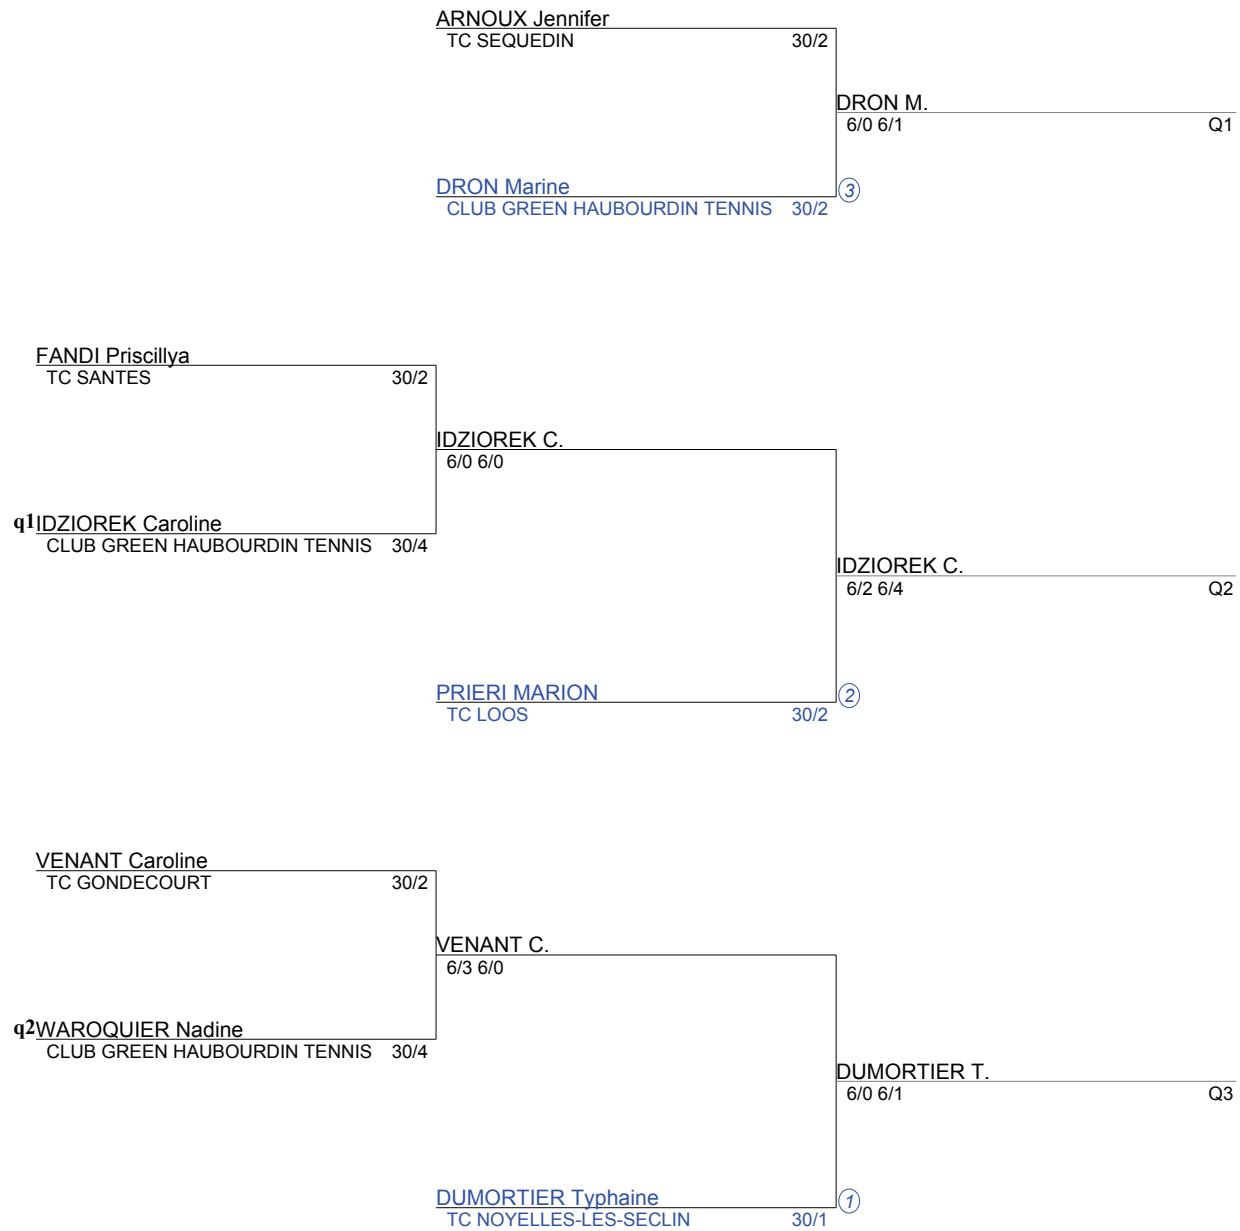 ARNOUX Jennifer
TC SEQUEDIN 30/2
DRON M.
6/0 6/1 Q1
DRON Marine 3
CLUB GREEN HAUBOURDIN TENNIS 30/2
FANDI Priscillya
TC SANTES 30/2
IDZIOREK C.
6/0 6/0
q1 IDZIOREK Caroline
CLUB GREEN HAUBOURDIN TENNIS 30/4
IDZIOREK C.
6/2 6/4 Q2
PRIERI MARION 2
TC LOOS 30/2
VENANT Caroline
TC GONDECOURT 30/2
VENANT C.
6/3 6/0
q2 WAROQUIER Nadine
CLUB GREEN HAUBOURDIN TENNIS 30/4
DUMORTIER T.
6/0 6/1 Q3
DUMORTIER Typhaine 1
TC NOYELLES-LES-SECLIN 30/1